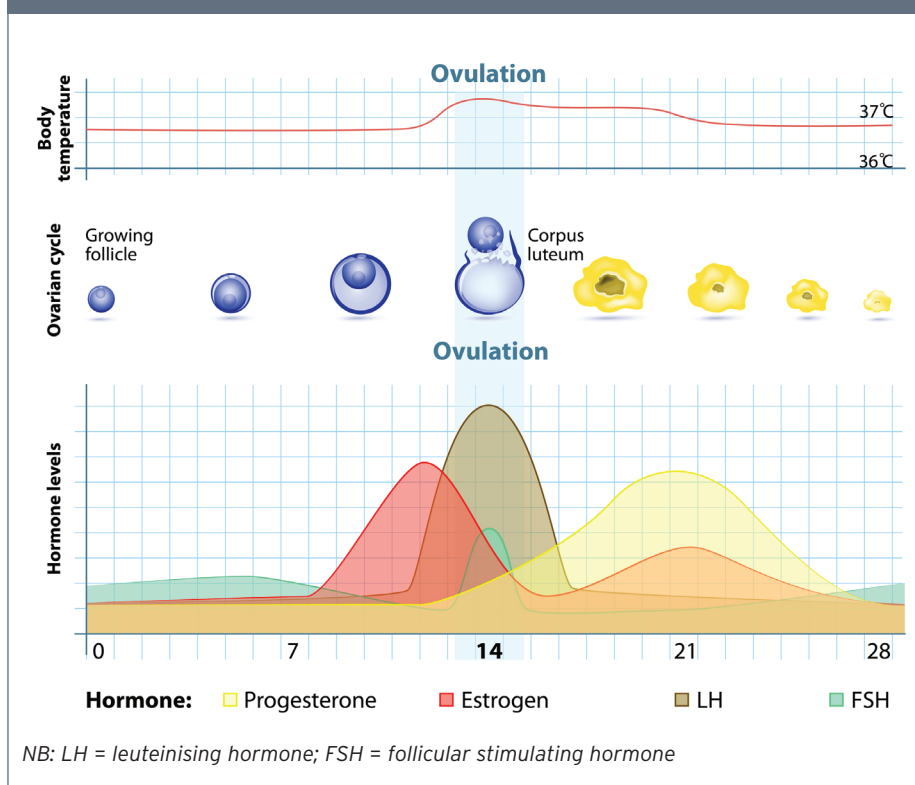 Ovulation
Body
temperature
37℃
36℃
Ovarian cycle
Growing
follicle
Corpus
luteum
Ovulation
Hormone levels
0 7 14 21 28
Hormone: Progesterone Estrogen LH FSH
NB: LH = leuteinising hormone; FSH = follicular stimulating hormone